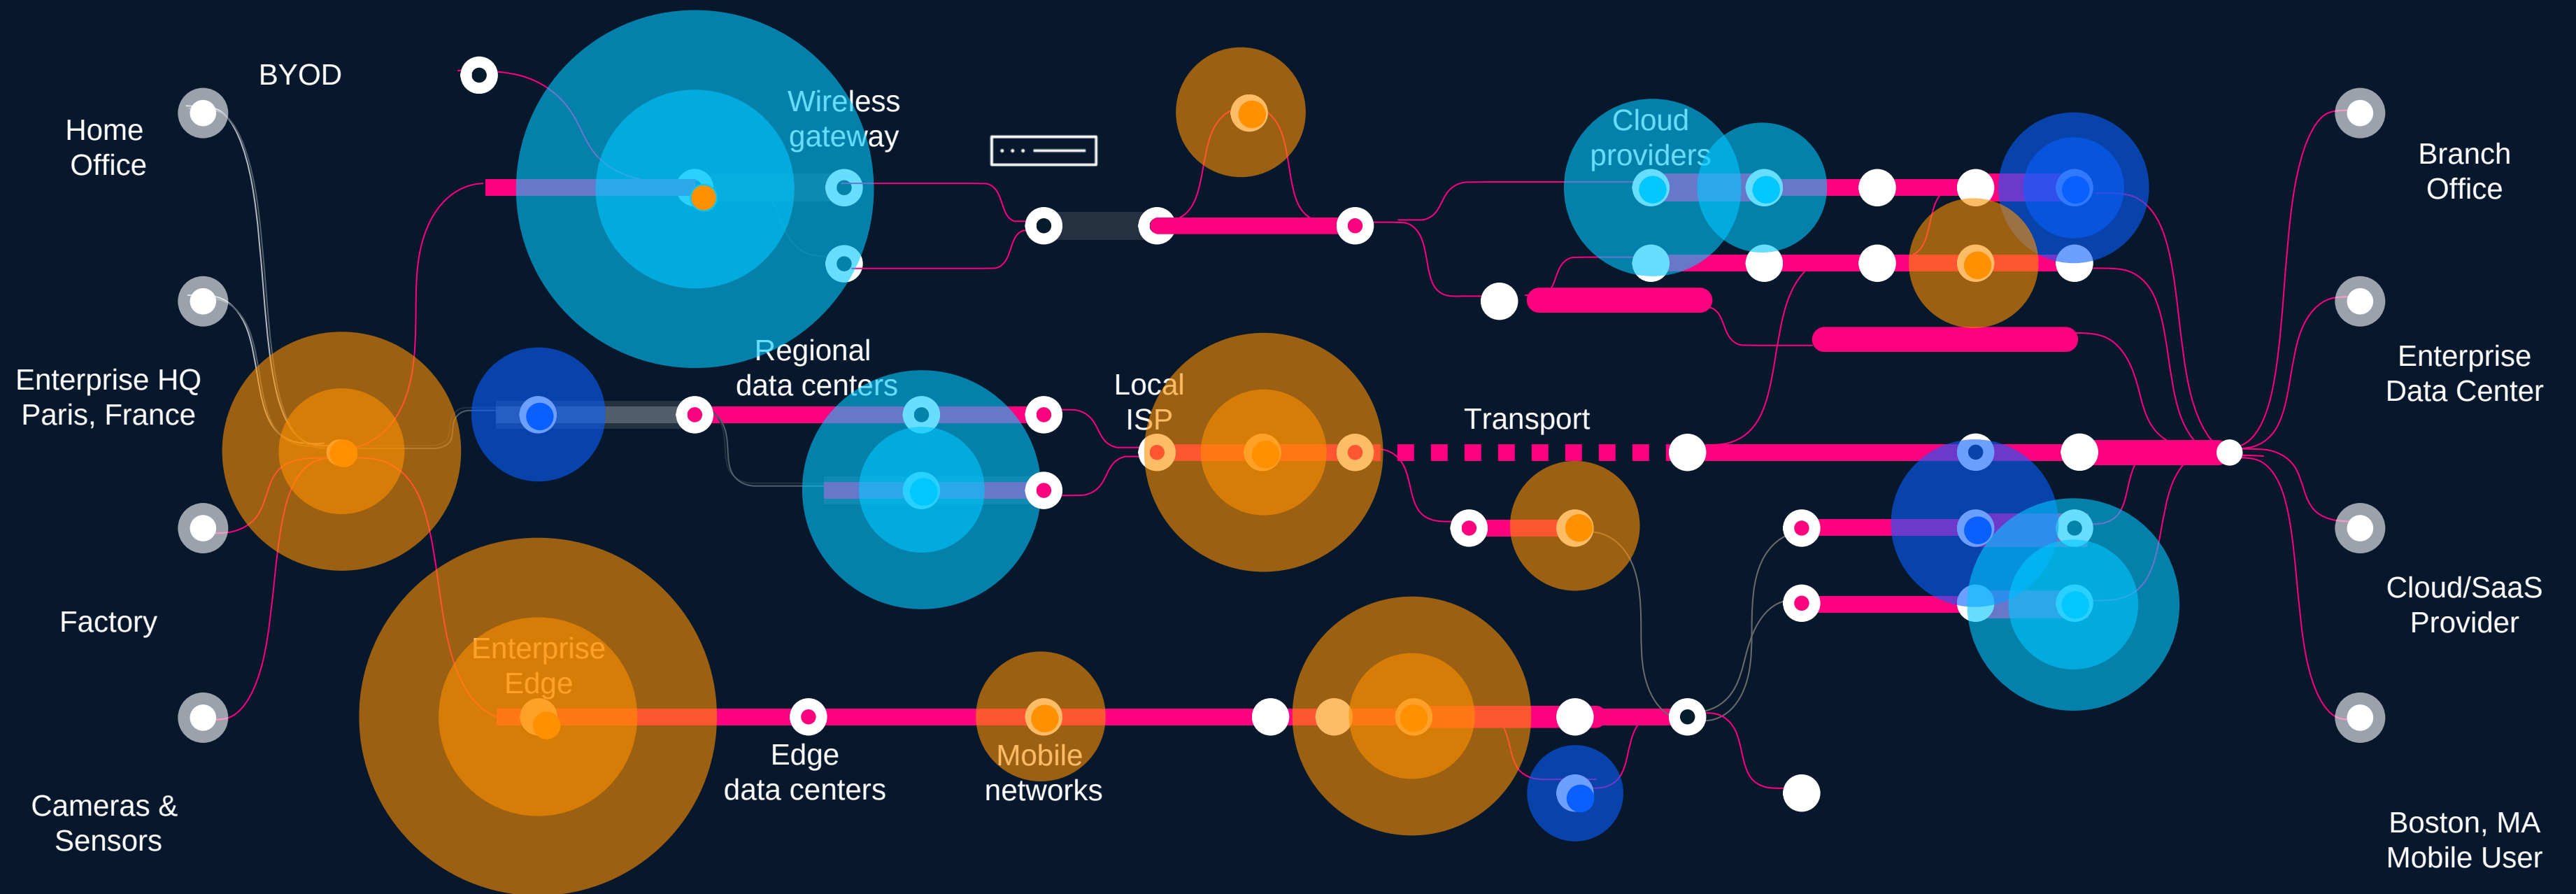 BYOD
Home
Office
Wireless
gateway
Cloud
providers
Branch
Office
Enterprise HQ
Paris, France
Regional
data centers
Local
ISP
Transport
Enterprise
Data Center
Factory
Enterprise
Edge
Cloud/SaaS
Provider
Edge
data centers
Mobile
networks
Cameras &
Sensors
Boston, MA
Mobile User